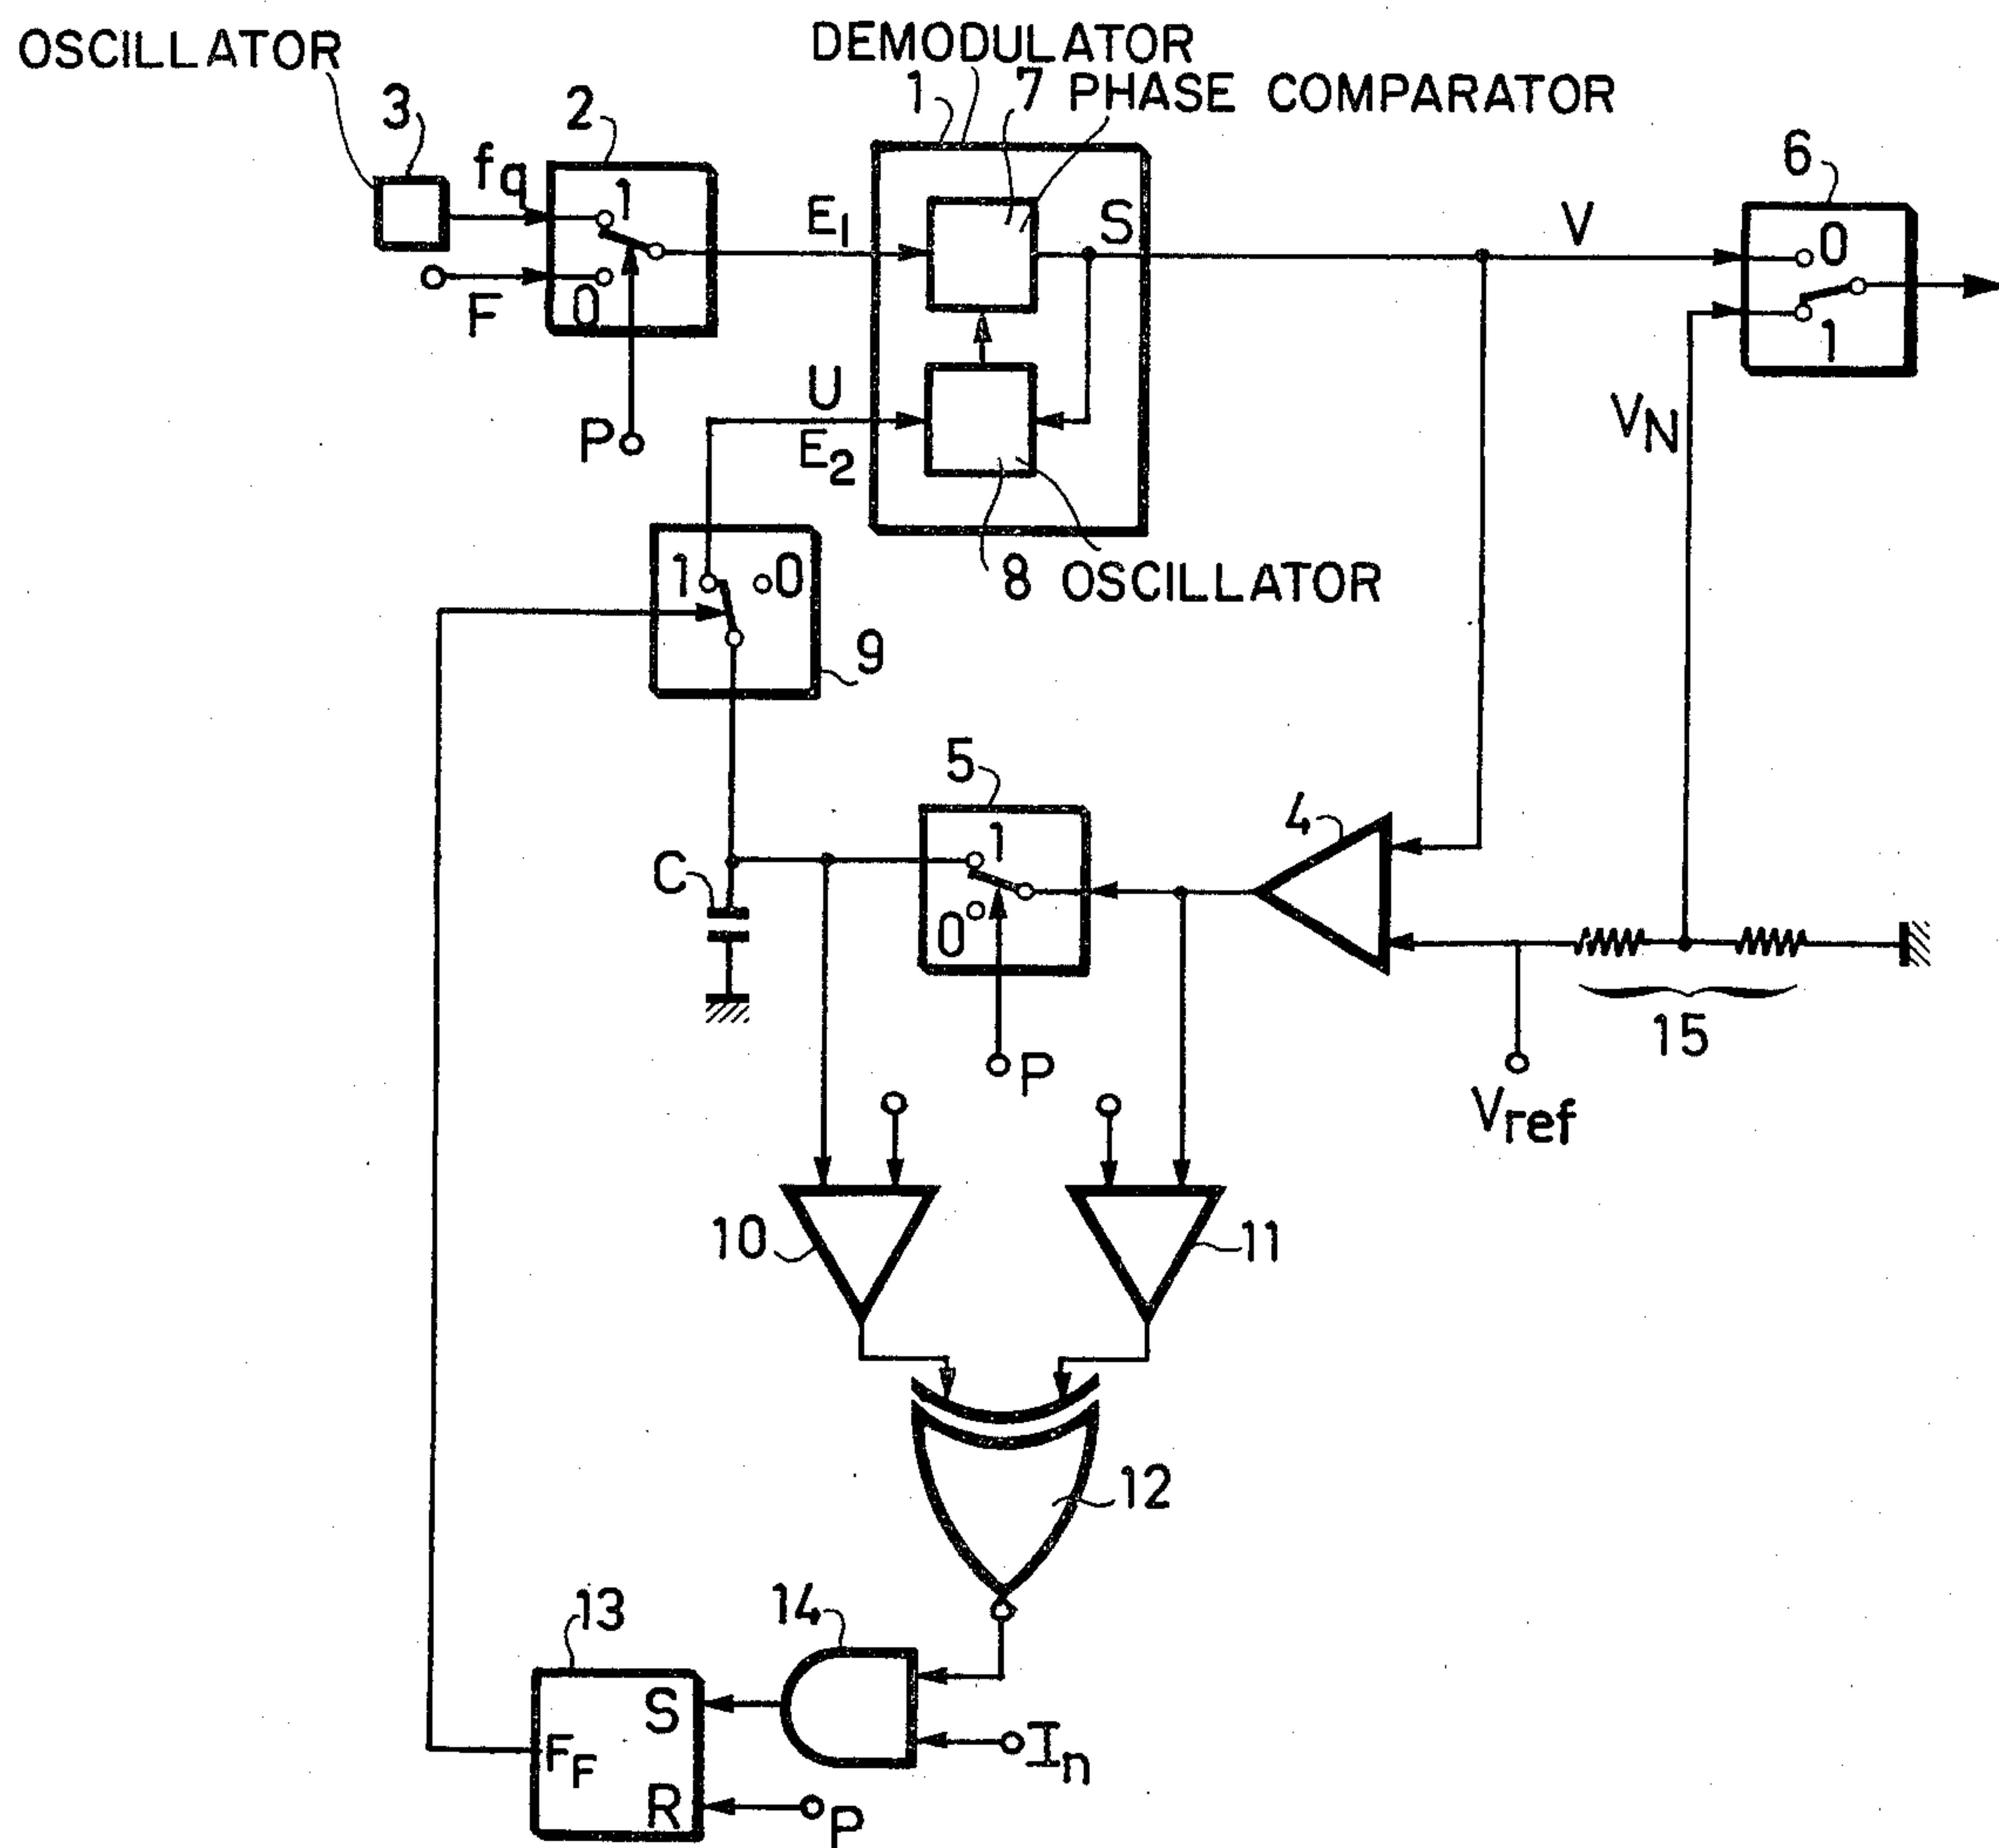 OSCILLATOR
DEMODULATOR
3
2
1
7 PHASE COMPARATOR
6
fq
1
E1
S
V
0
F
0
1
P
U
E2
VN
1
0
8 OSCILLATOR
9
5
4
C
1
0
P
15
Vref
10
11
12
13
14
S
FF
In
R
P